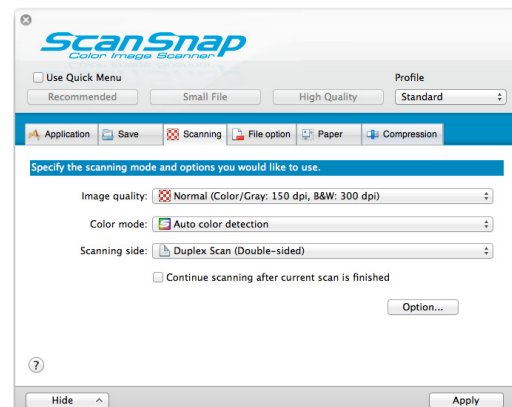 ScanSnap
Color Image Scanner
Use Quick Menu
Profile
Recommended Small File High Quality Standard
Application Save Scanning File option Paper Compression
Specify the scanning mode and options you would like to use.
Image quality: Normal (Color/Gray: 150 dpi, B&W: 300 dpi)
Color mode: Auto color detection
Scanning side: Duplex Scan (Double-sided)
Continue scanning after current scan is finished
Option...
?
Hide Apply